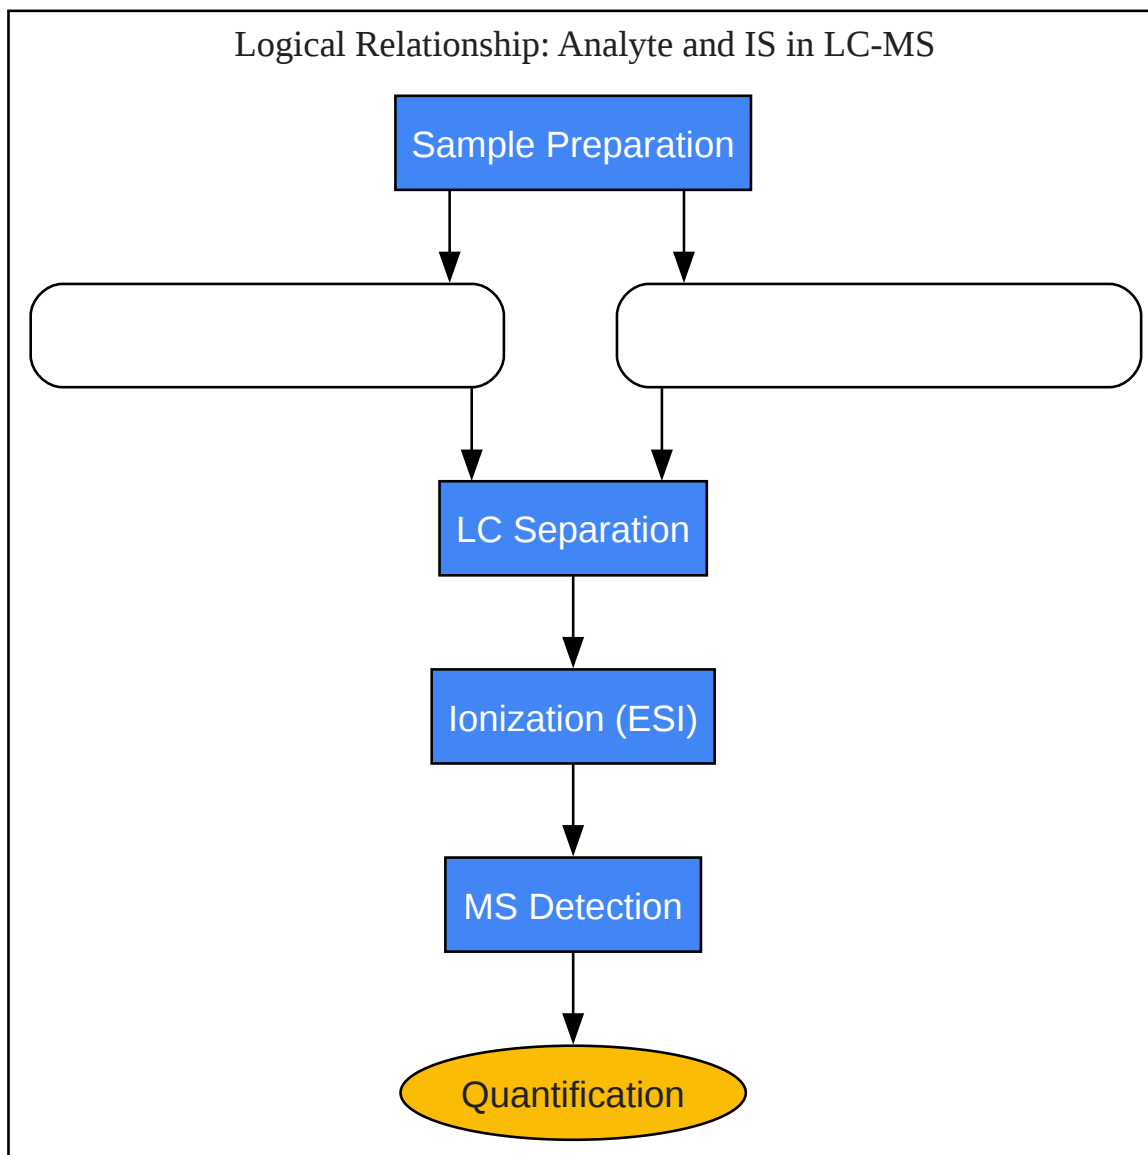 Logical Relationship: Analyte and IS in LC-MS
Sample Preparation
LC Separation
Ionization (ESI)
MS Detection
Quantification